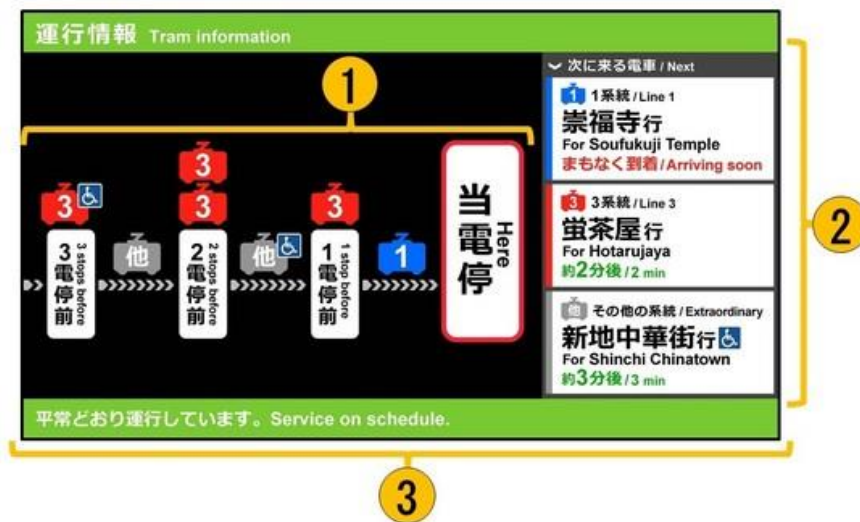 運行情報 Tram information
1
3
3
3
3
他
他
1
3電停前
3 stops before
2電停前
2 stops before
1電停前
1 stop before
当電停
Here
次に来る電車 / Next
1 1系統 / Line 1
崇福寺行
For Soufukuji Temple
まもなく到着 / Arriving soon
3 3系統 / Line 3
蛍茶屋行
For Hotarujaya
約2分後 / 2 min
他 その他の系統 / Extraordinary
新地中華街行
For Shinchi Chinatown
約3分後 / 3 min
2
平常どおり運行しています。Service on schedule.
3